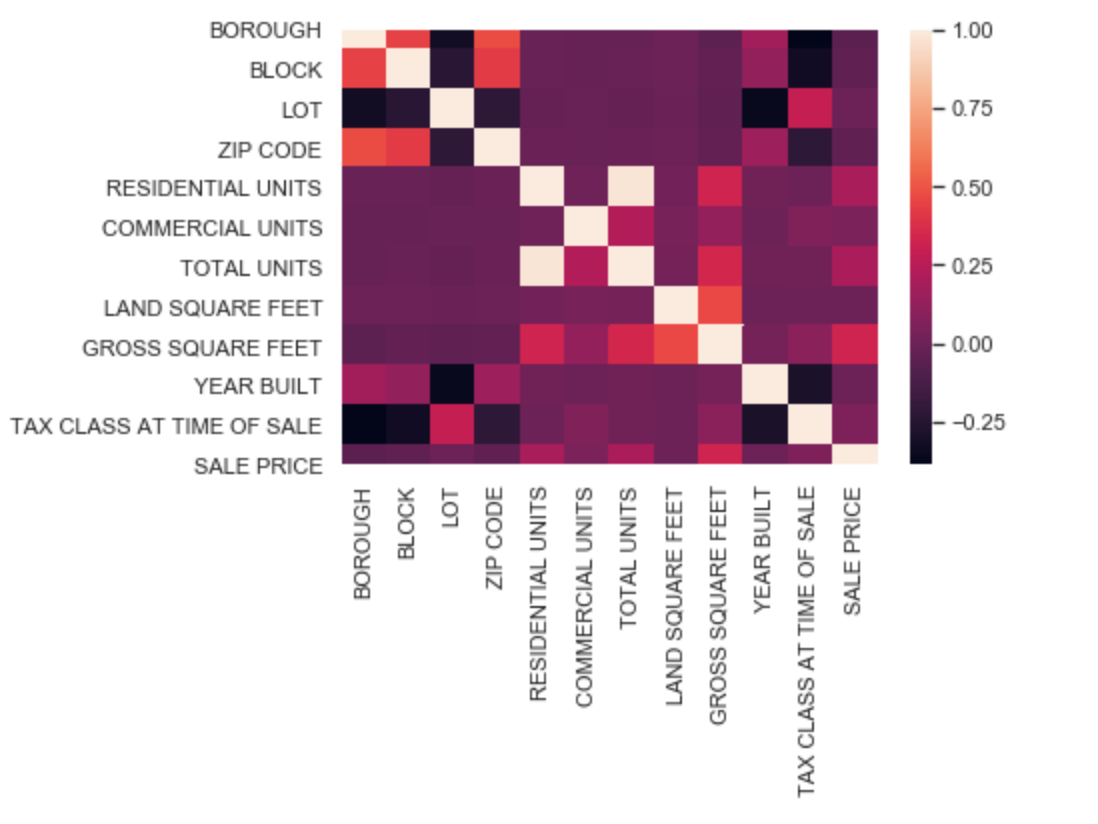 BOROUGH
BLOCK
LOT
ZIP CODE
RESIDENTIAL UNITS
COMMERCIAL UNITS
TOTAL UNITS
LAND SQUARE FEET
GROSS SQUARE FEET
YEAR BUILT
TAX CLASS AT TIME OF SALE
SALE PRICE
BOROUGH
BLOCK
LOT
ZIP CODE
RESIDENTIAL UNITS
COMMERCIAL UNITS
TOTAL UNITS
LAND SQUARE FEET
GROSS SQUARE FEET
YEAR BUILT
TAX CLASS AT TIME OF SALE
SALE PRICE
1.00
0.75
0.50
0.25
0.00
−0.25